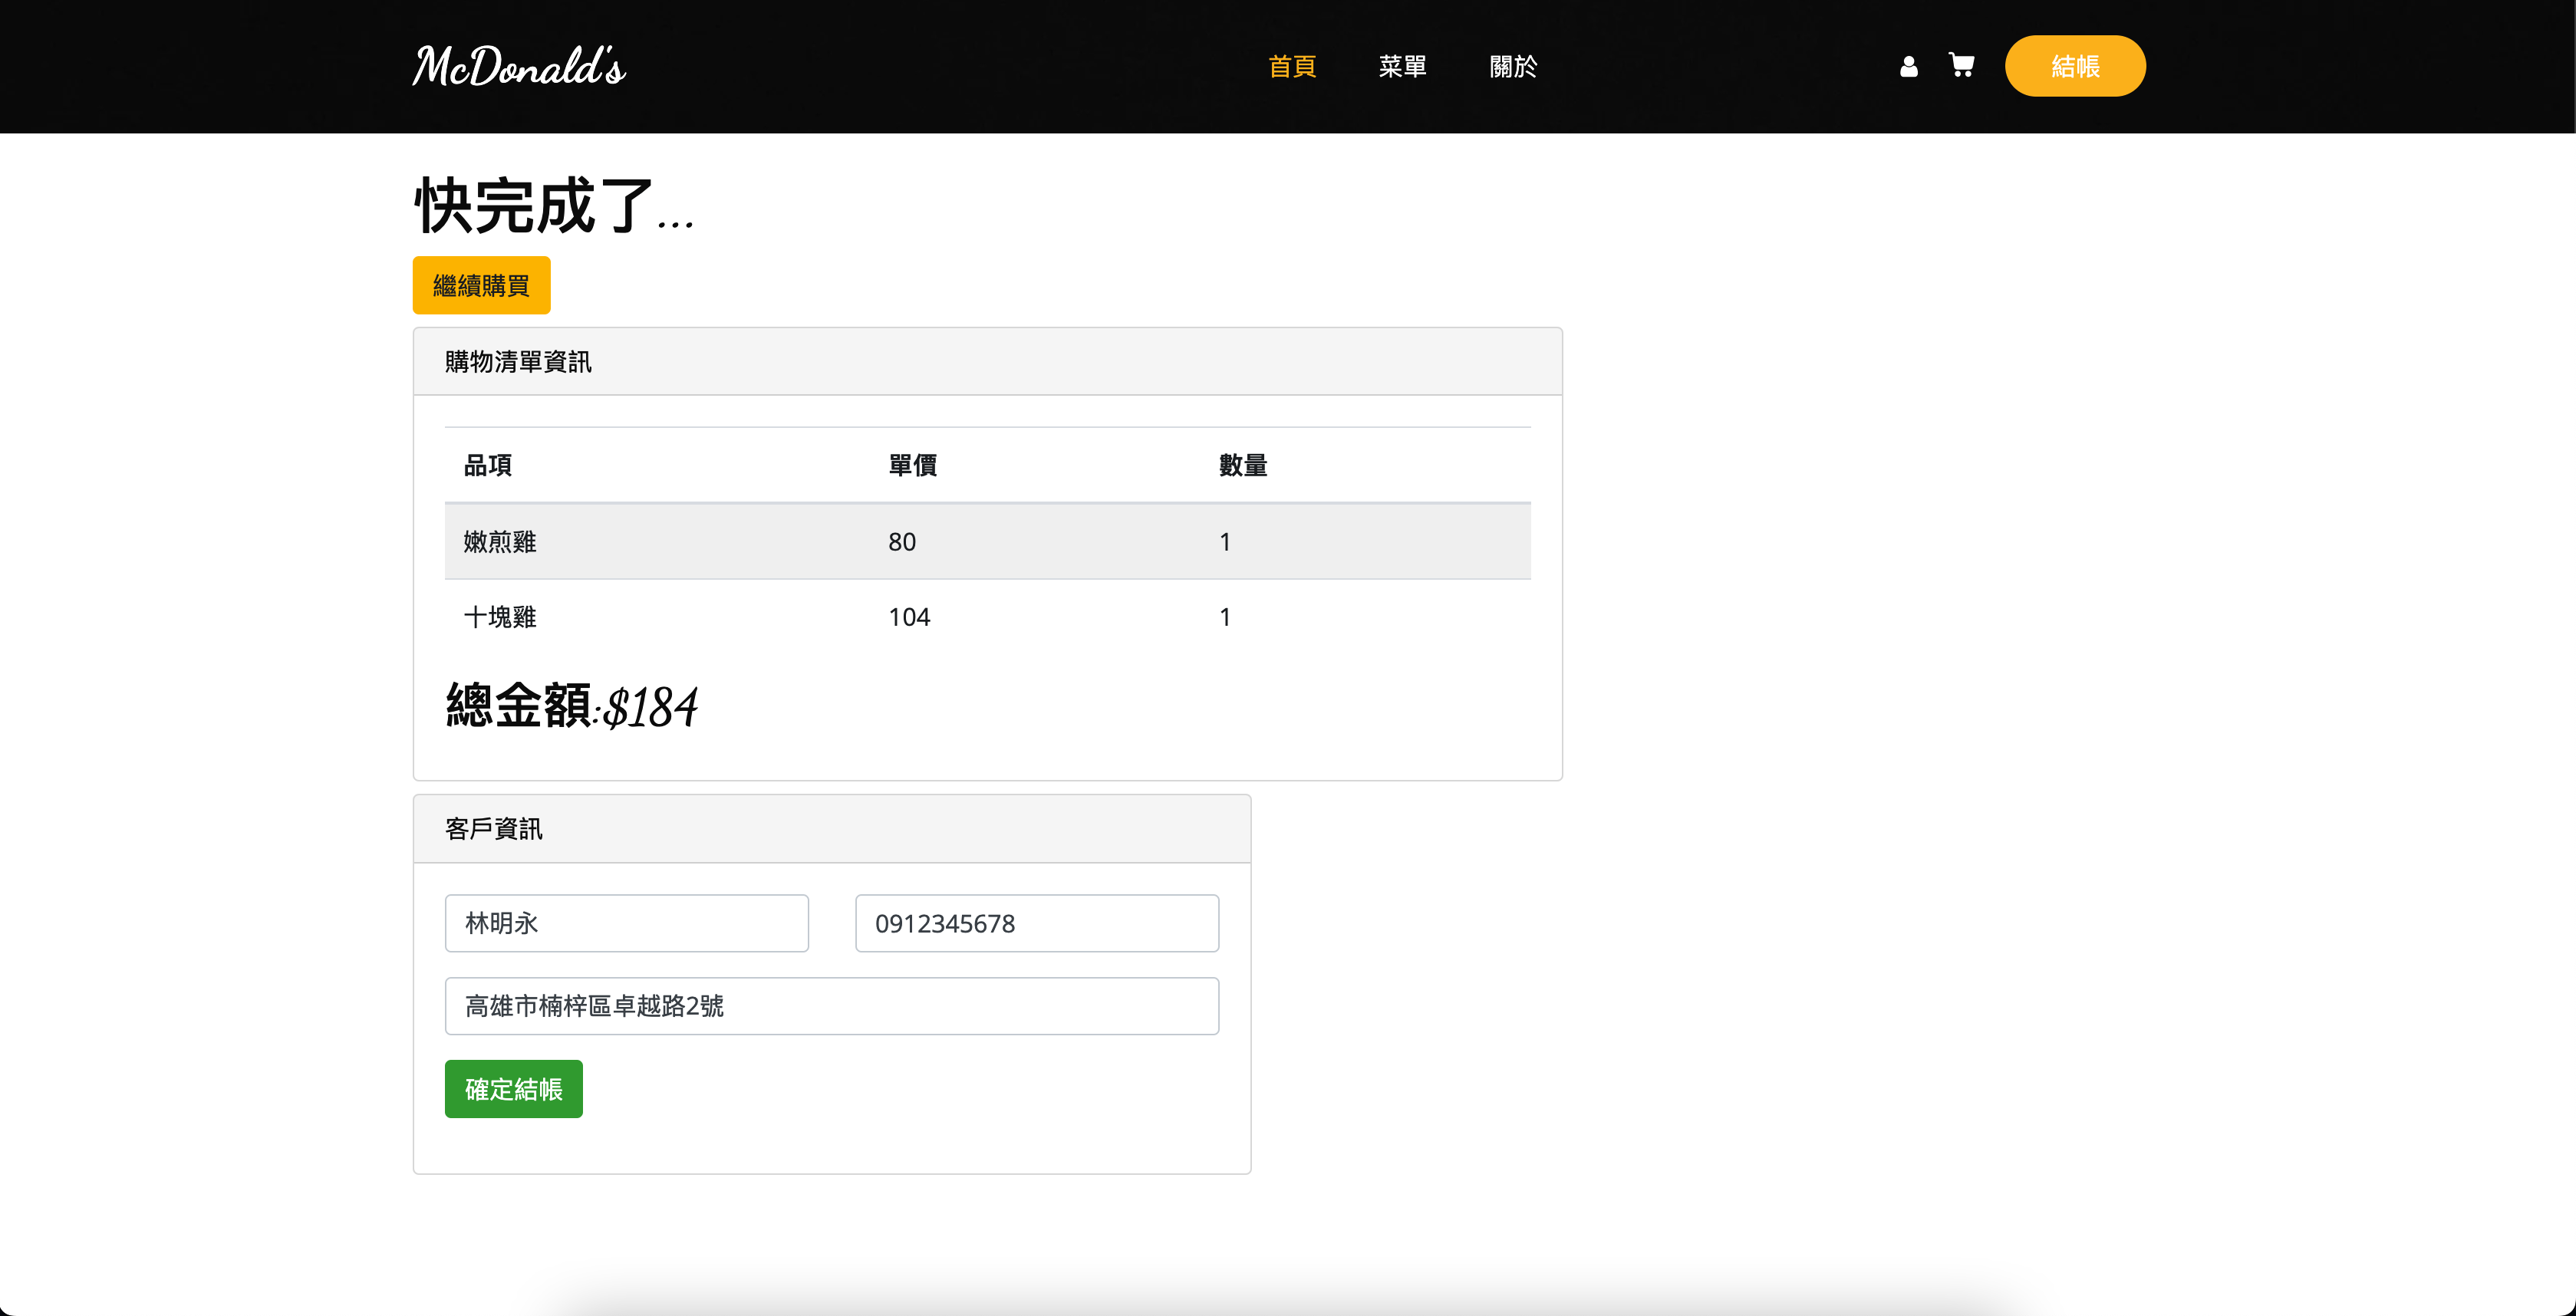 McDonald's 首頁 菜單 關於 結帳
快完成了...
繼續購買
購物清單資訊
品項 單價 數量
嫩煎雞 80 1
十塊雞 104 1
總金額:$184
客戶資訊
林明永 0912345678
高雄市楠梓區卓越路2號
確定結帳